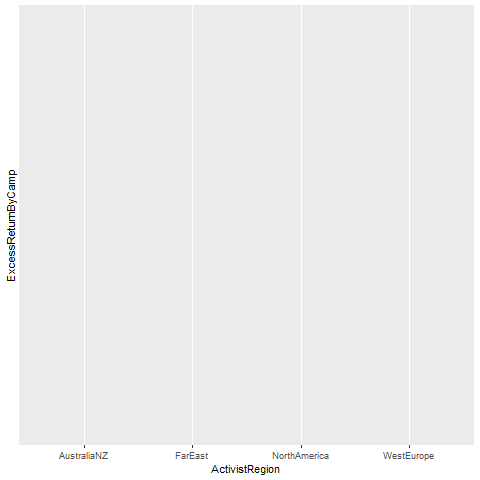 ExcessReturnByCamp
AustraliaNZ FarEast NorthAmerica WestEurope
ActivistRegion